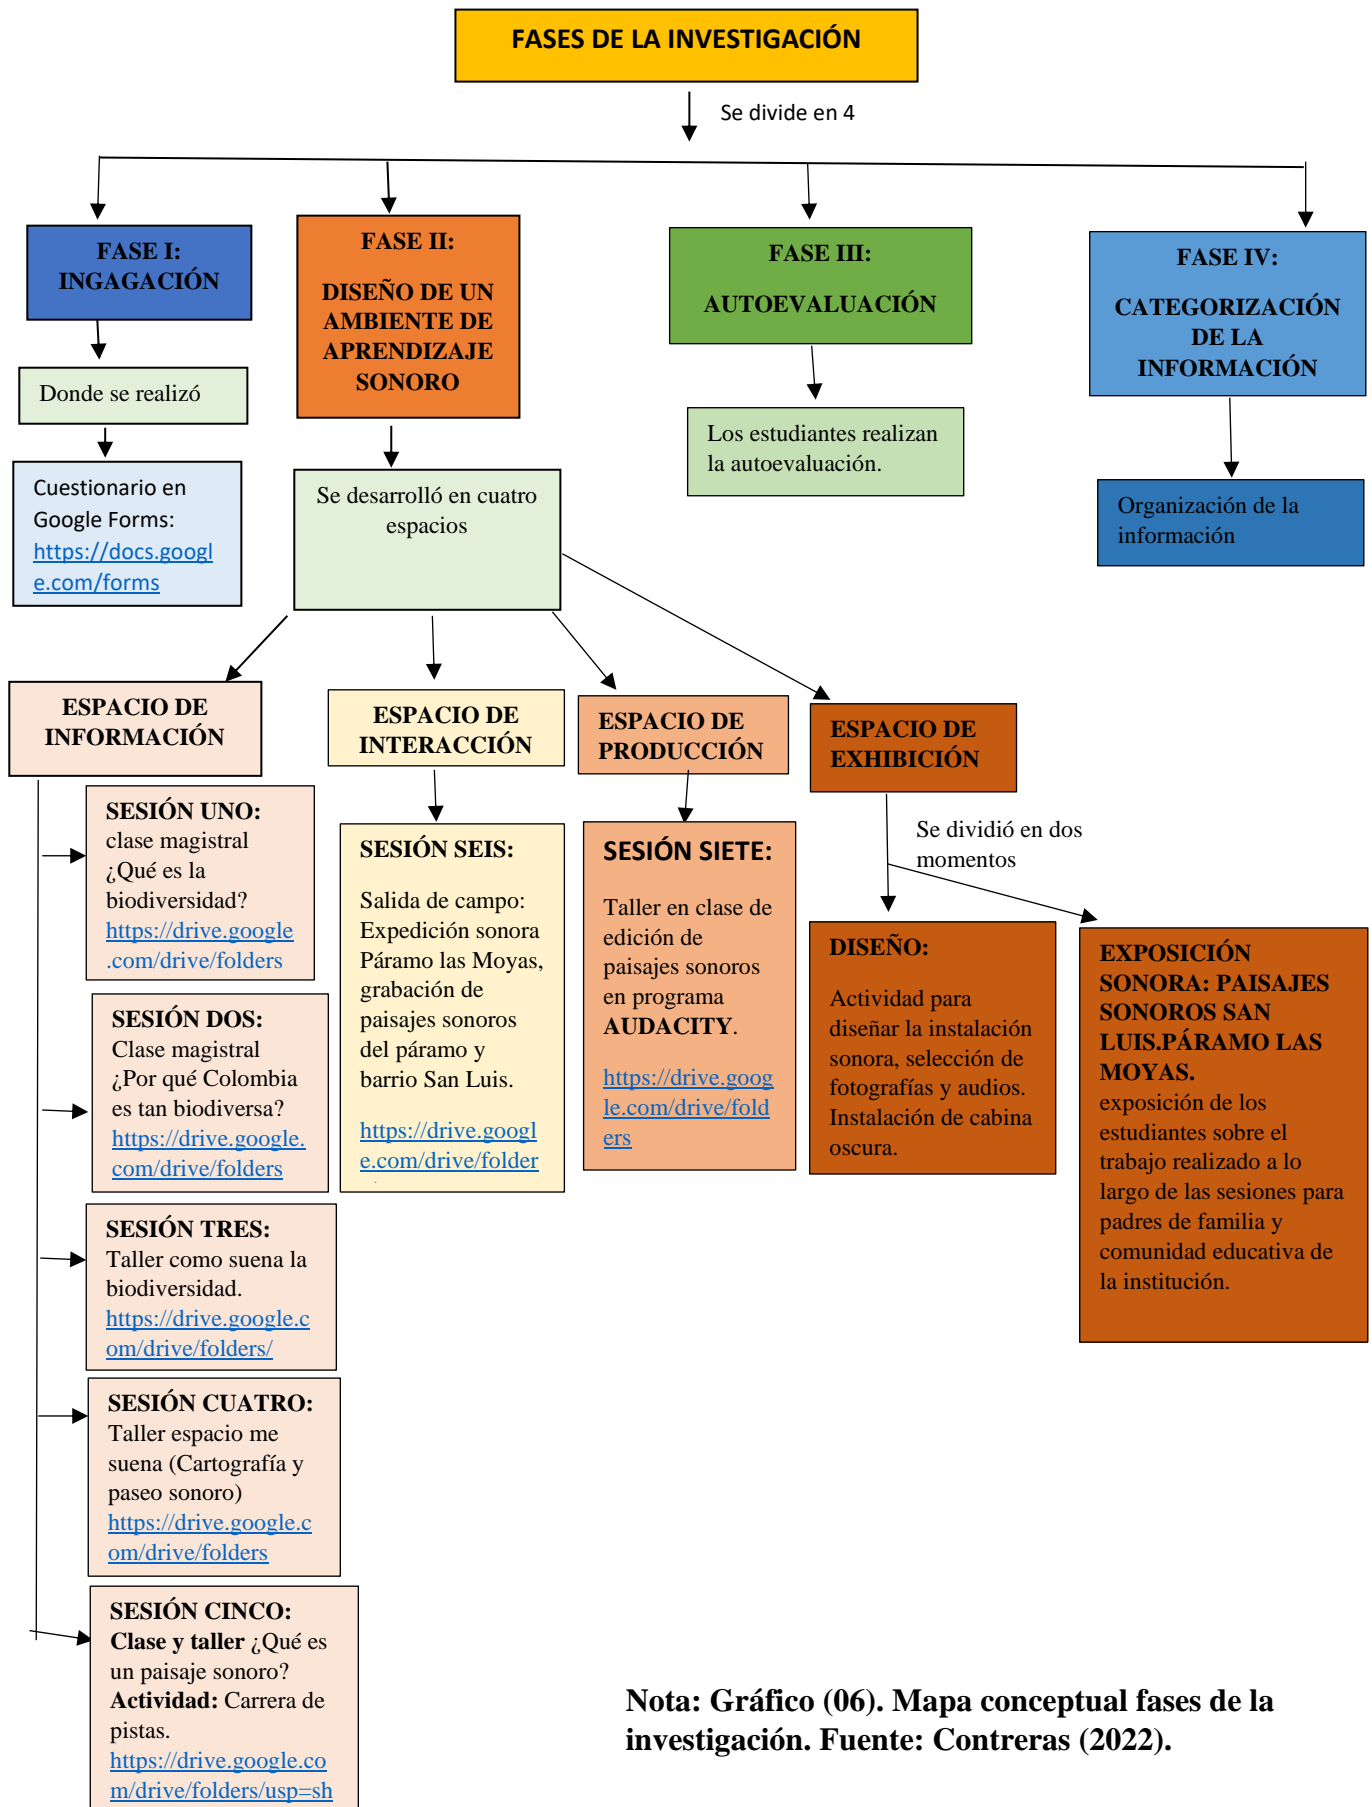 FASES DE LA INVESTIGACIÓN
Se divide en 4
FASE I:
INGAGACIÓN
Donde se realizó
Cuestionario en
Google Forms:
https://docs.googl
e.com/forms
FASE II:
DISEÑO DE UN
AMBIENTE DE
APRENDIZAJE
SONORO
Se desarrolló en cuatro
espacios
FASE III:
AUTOEVALUACIÓN
Los estudiantes realizan
la autoevaluación.
FASE IV:
CATEGORIZACIÓN
DE LA
INFORMACIÓN
Organización de la
información
ESPACIO DE
INFORMACIÓN
SESIÓN UNO:
clase magistral
¿Qué es la
biodiversidad?
https://drive.google
.com/drive/folders
SESIÓN DOS:
Clase magistral
¿Por qué Colombia
es tan biodiversa?
https://drive.google.
com/drive/folders
SESIÓN TRES:
Taller como suena la
biodiversidad.
https://drive.google.c
om/drive/folders/
SESIÓN CUATRO:
Taller espacio me
suena (Cartografía y
paseo sonoro)
https://drive.google.c
om/drive/folders
SESIÓN CINCO:
Clase y taller ¿Qué es
un paisaje sonoro?
Actividad: Carrera de
pistas.
https://drive.google.co
m/drive/folders/usp=sh
ESPACIO DE
INTERACCIÓN
SESIÓN SEIS:
Salida de campo:
Expedición sonora
Páramo las Moyas,
grabación de
paisajes sonoros
del páramo y
barrio San Luis.
https://drive.googl
e.com/drive/folder
ESPACIO DE
PRODUCCIÓN
SESIÓN SIETE:
Taller en clase de
edición de
paisajes sonoros
en programa
AUDACITY.
https://drive.goog
le.com/drive/fold
ers
ESPACIO DE
EXHIBICIÓN
Se dividió en dos
momentos
DISEÑO:
Actividad para
diseñar la instalación
sonora, selección de
fotografías y audios.
Instalación de cabina
oscura.
EXPOSICIÓN
SONORA: PAISAJES
SONOROS SAN
LUIS.PÁRAMO LAS
MOYAS.
exposición de los
estudiantes sobre el
trabajo realizado a lo
largo de las sesiones para
padres de familia y
comunidad educativa de
la institución.
Nota: Gráfico (06). Mapa conceptual fases de la
investigación. Fuente: Contreras (2022).